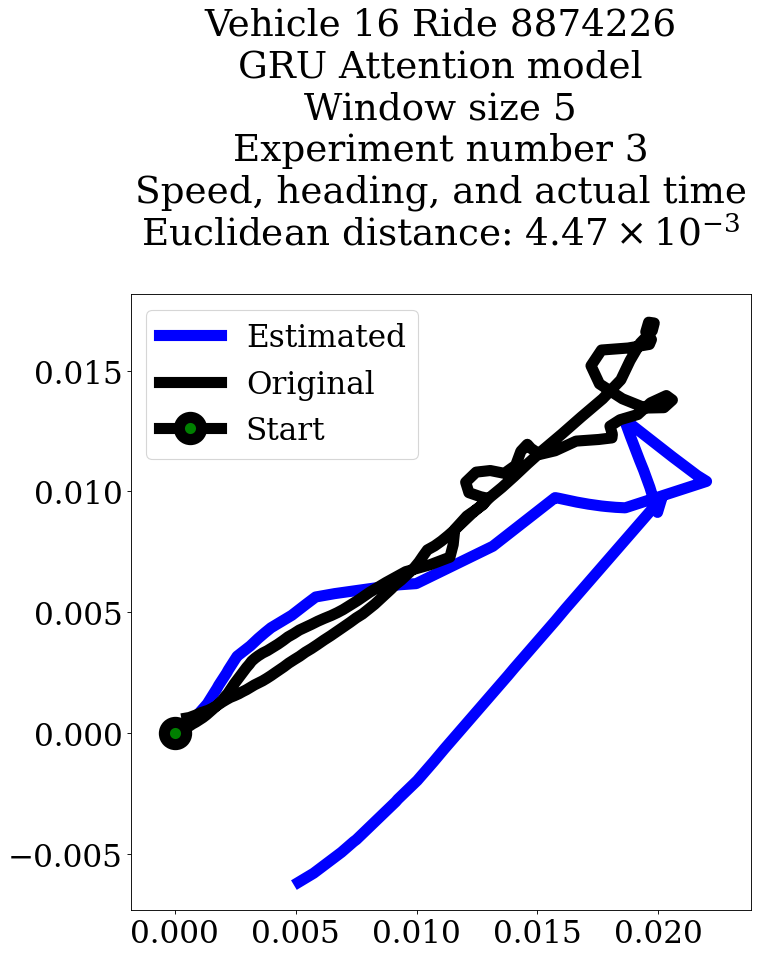 Vehicle 16 Ride 8874226
GRU Attention model
Window size 5
Experiment number 3
Speed, heading, and actual time
Euclidean distance: 4.47 × 10⁻³
Estimated
Original
Start
0.015
0.010
0.005
0.000
−0.005
0.000 0.005 0.010 0.015 0.020